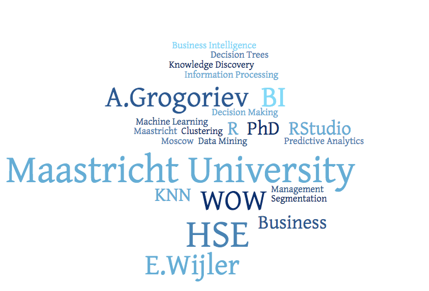 Business Intelligence
Decision Trees
Knowledge Discovery
Information Processing
A.Grogoriev BI
Decision Making
Machine Learning
Maastricht Clustering R PhD RStudio
Moscow Data Mining Predictive Analytics
Maastricht University
KNN WOW Management
Segmentation
HSE Business
E.Wijler